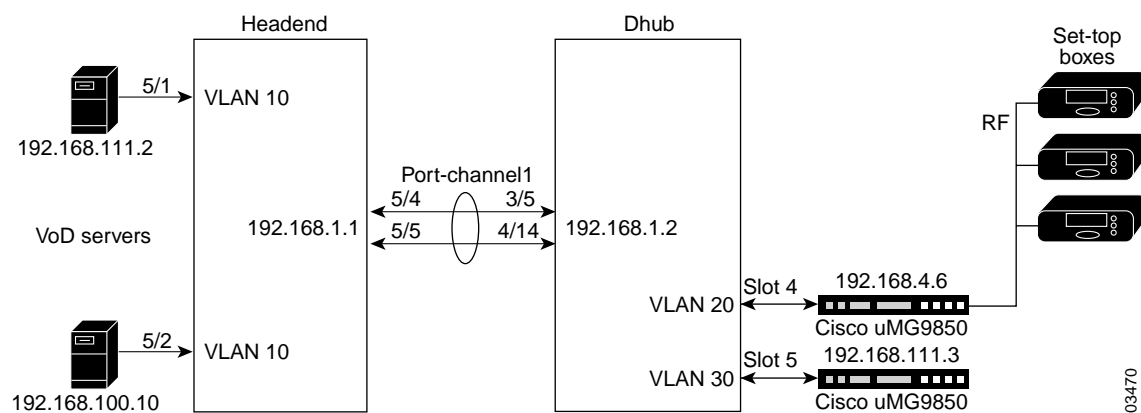 Headend
Dhub
Set-top
boxes
5/1
VLAN 10
192.168.111.2
RF
Port-channel1
5/4
3/5
VoD servers
192.168.1.1
5/5
4/14
192.168.1.2
5/2
VLAN 10
192.168.100.10
VLAN 20
Slot 4
192.168.4.6
Cisco uMG9850
VLAN 30
Slot 5
192.168.111.3
Cisco uMG9850
03470